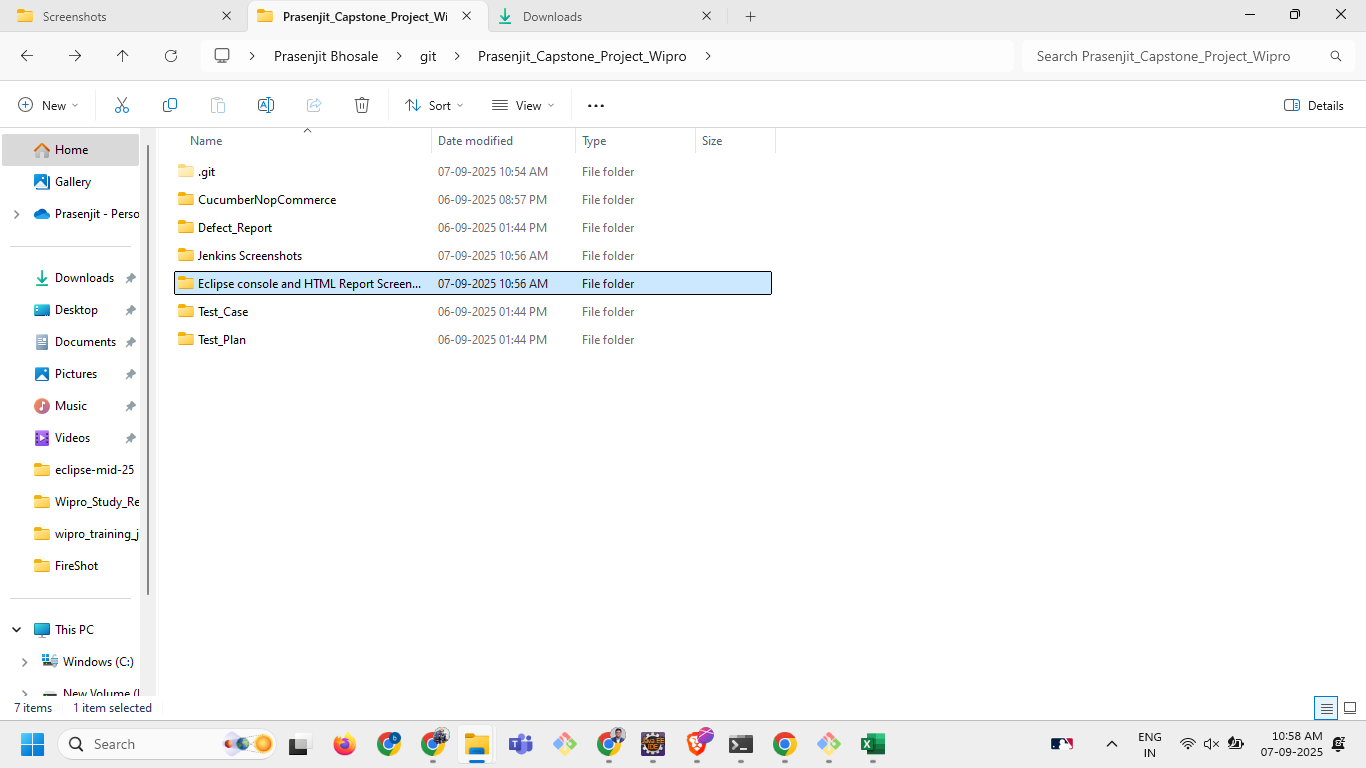 Screenshots
Prasenjit_Capstone_Project_Wi
Downloads
Prasenjit Bhosale > git > Prasenjit_Capstone_Project_Wipro >
Search Prasenjit_Capstone_Project_Wipro
New
Sort
View
Details
Home
Gallery
Prasenjit - Perso
Downloads
Desktop
Documents
Pictures
Music
Videos
eclipse-mid-25
Wipro_Study_Re
wipro_training_j
FireShot
This PC
Windows (C:)
New Volume (
Name Date modified Type Size
.git 07-09-2025 10:54 AM File folder
CucumberNopCommerce 06-09-2025 08:57 PM File folder
Defect_Report 06-09-2025 01:44 PM File folder
Jenkins Screenshots 07-09-2025 10:56 AM File folder
Eclipse console and HTML Report Screen... 07-09-2025 10:56 AM File folder
Test_Case 06-09-2025 01:44 PM File folder
Test_Plan 06-09-2025 01:44 PM File folder
7 items 1 item selected
Search
ENG
IN
10:58 AM
07-09-2025